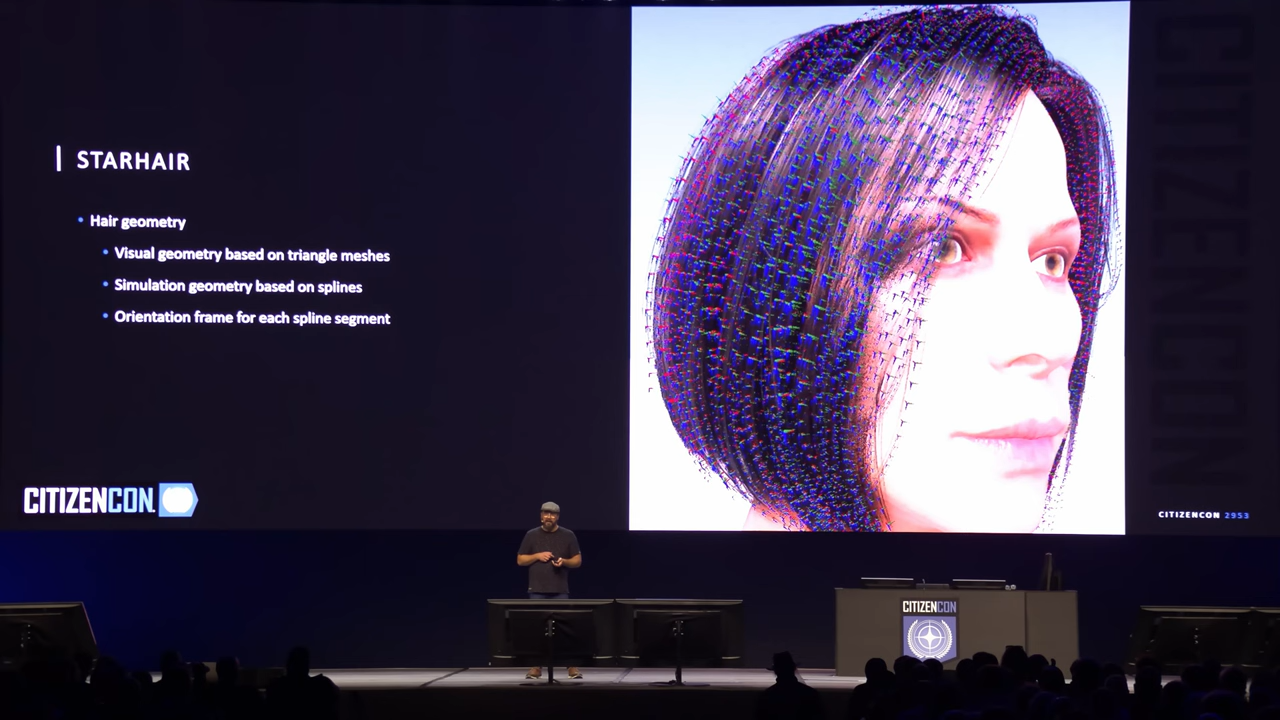 STARHAIR
Hair geometry
Visual geometry based on triangle meshes
Simulation geometry based on splines
Orientation frame for each spline segment
CITIZENCON
CITIZENCON
CITIZENCON 2953
CITIZENCON